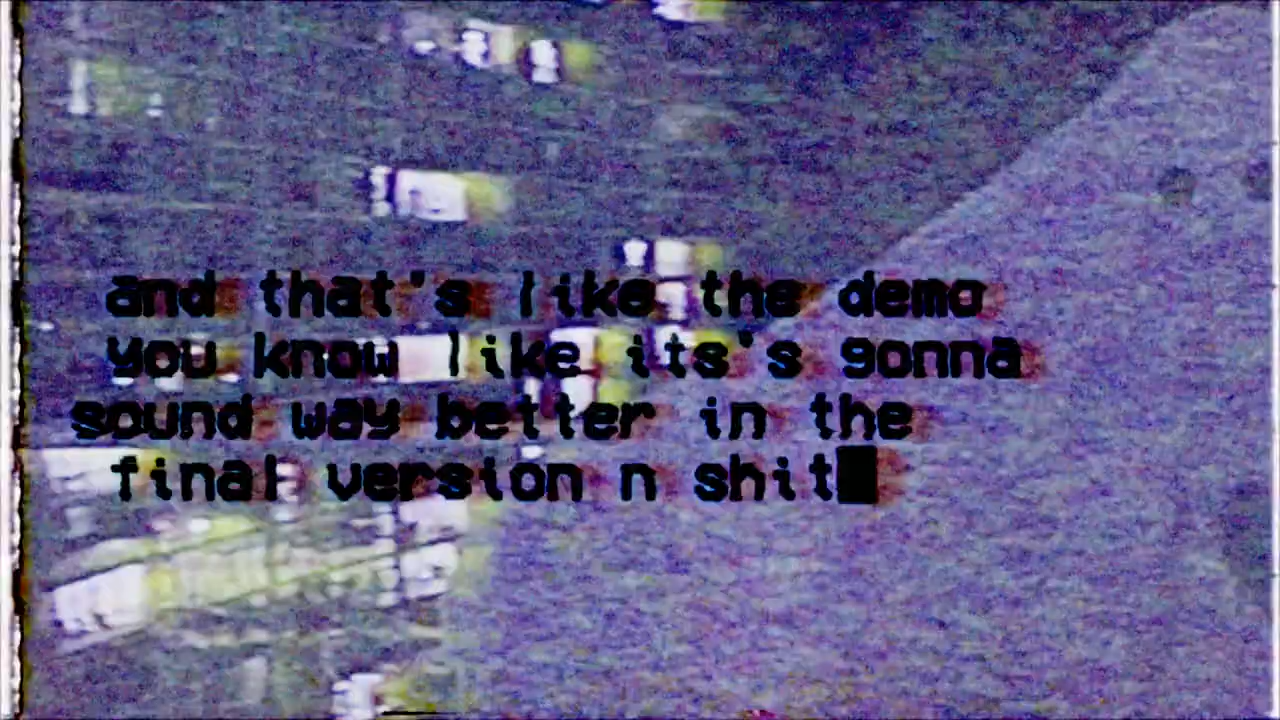 and that's like the demo
you know like its's gonna
sound way better in the
final version n shit